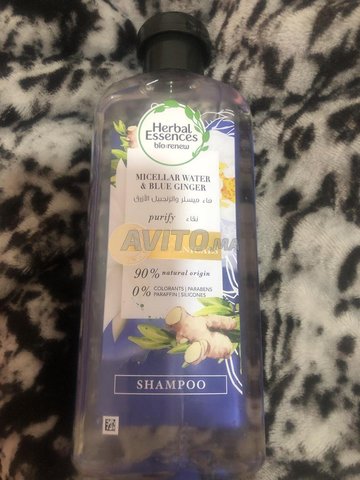 Herbal
Essences
bio:renew
MICELLAR WATER
& BLUE GINGER
ماء ميسيلار والزنجبيل الأزرق
purify نقاء
AVITO.ma
90% natural origin
0% COLORANTS | PARABENS
PARAFFIN | SILICONES
SHAMPOO